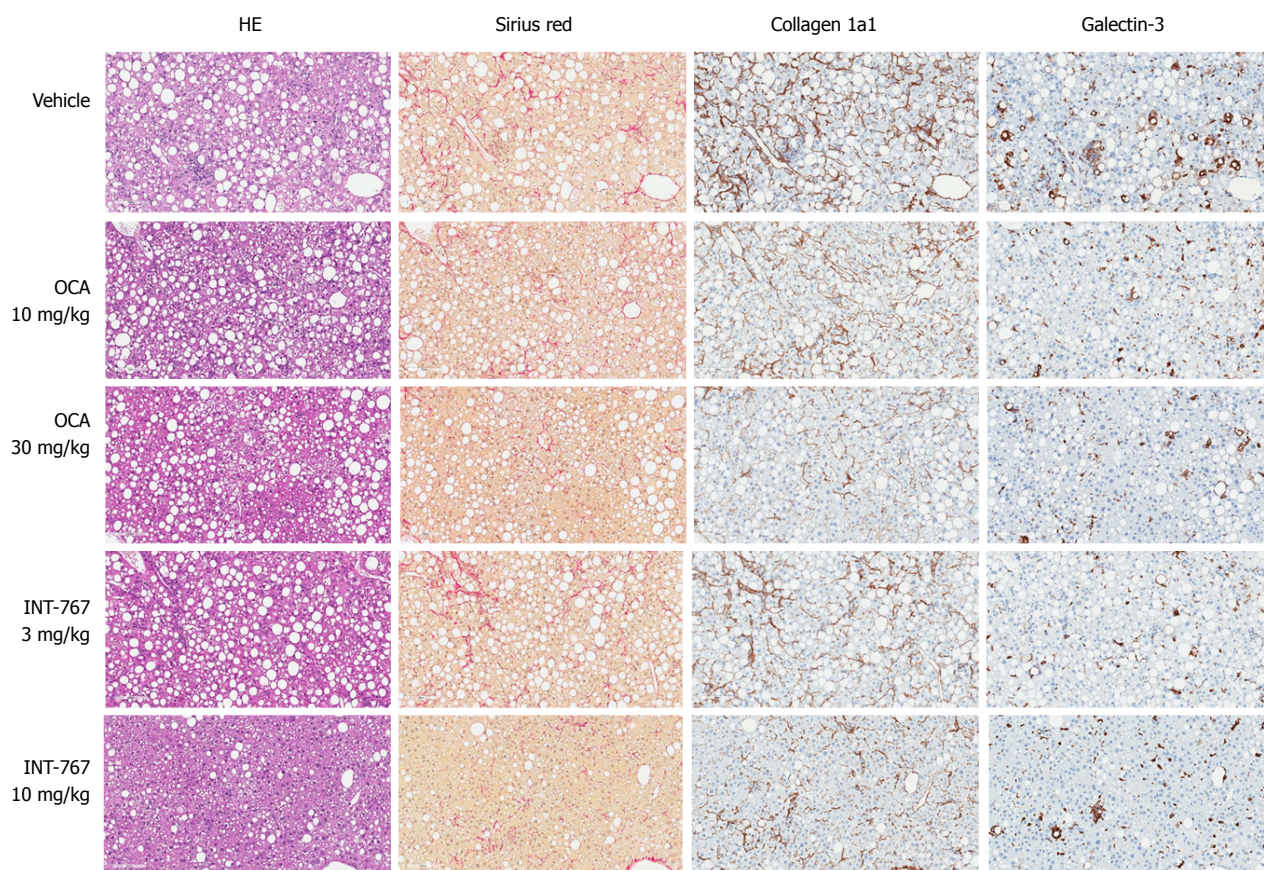 HE
Sirius red
Collagen 1a1
Galectin-3
Vehicle
OCA
10 mg/kg
OCA
30 mg/kg
INT-767
3 mg/kg
INT-767
10 mg/kg